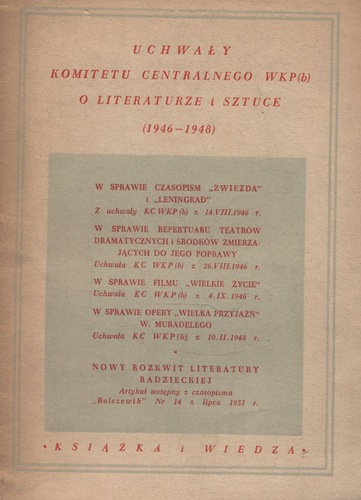 UCHWAŁY
KOMITETU CENTRALNEGO WKP(b)
O LITERATURZE i SZTUCE
(1946—1948)
W SPRAWIE CZASOPISM „ZWIEZDA"
i „LENINGRAD"
Z uchwały KC WKP (b) z 14.VIII.1946 r.
W SPRAWIE REPERTUARU TEATRÓW
DRAMATYCZNYCH i ŚRODKÓW ZMIERZA-
JĄCYCH DO JEGO POPRAWY
Uchwała KC WKP (b) z 26.VIII.1946 r.
W SPRAWIE FILMU „WIELKIE ŻYCIE"
Uchwała KC WKP (b) z 4.IX.1946 r.
W SPRAWIE OPERY „WIELKA PRZYJAŹŃ"
W. MURADELEGO
Uchwała KC WKP (b) z 10.II.1948 r.
*
NOWY ROZKWIT LITERATURY
RADZIECKIEJ
Artykuł wstępny z czasopisma
„Bolszewik" Nr 14 z lipca 1951 r.
• KSIĄŻKA i WIEDZA •